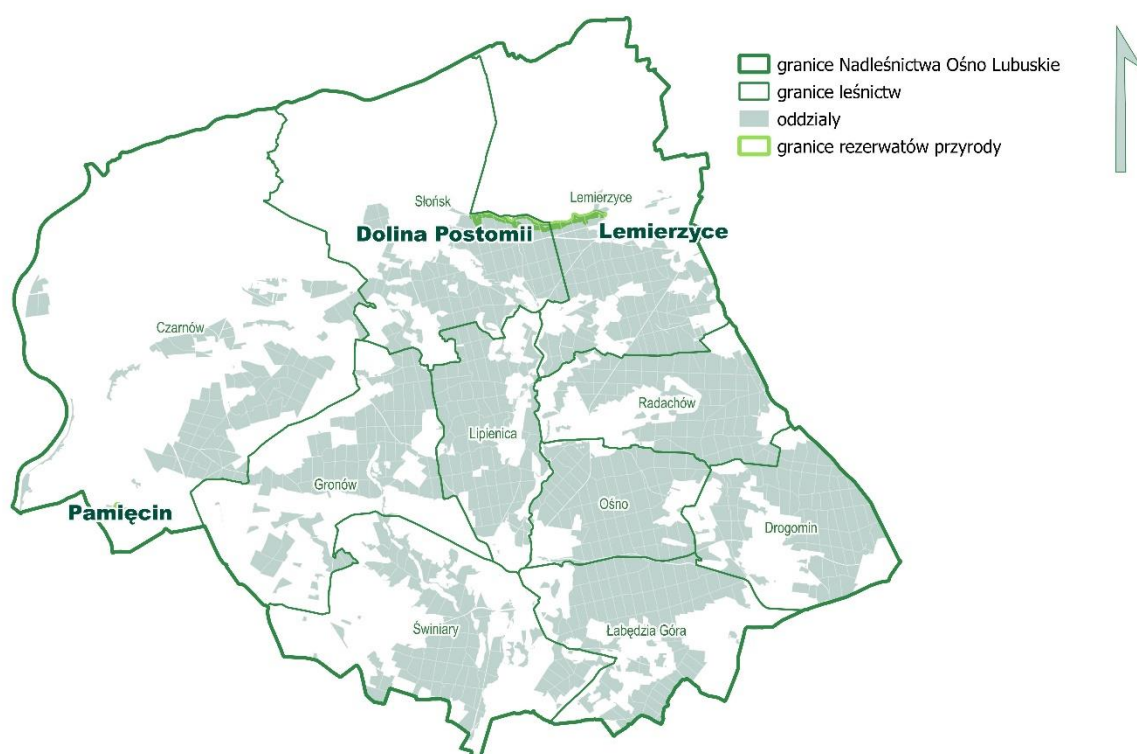 granice Nadleśnictwa Ośno Lubuskie
granice leśnictw
oddzialy
granice rezerwatów przyrody
Słońsk
Lemierzyce
Dolina Postomii
Lemierzyce
Czarnów
Radachów
Lipienica
Gronów
Ośno
Pamięcin
Drogomin
Świniary
Łabędzia Góra